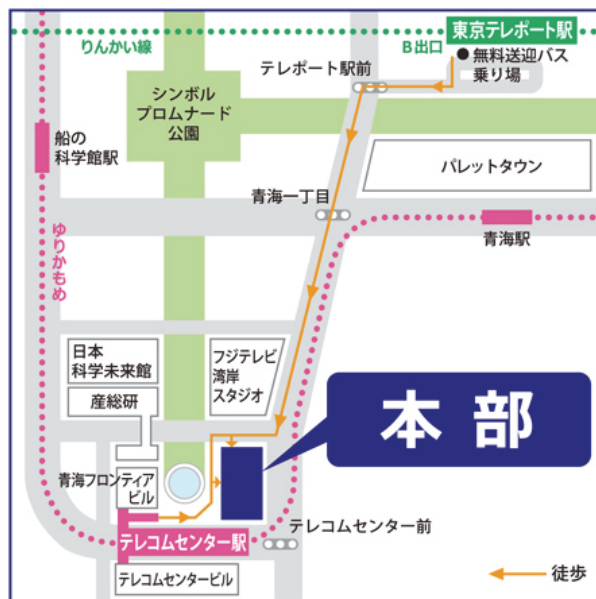 東京テレポート駅
りんかい線
B出口
無料送迎バス
乗り場
テレポート駅前
シンボル
プロムナード
公園
船の
科学館駅
パレットタウン
青海一丁目
青海駅
ゆりかもめ
日本
科学未来館
フジテレビ
湾岸
スタジオ
産総研
本部
青海フロンティア
ビル
テレコムセンター駅
テレコムセンター前
テレコムセンタービル
徒歩